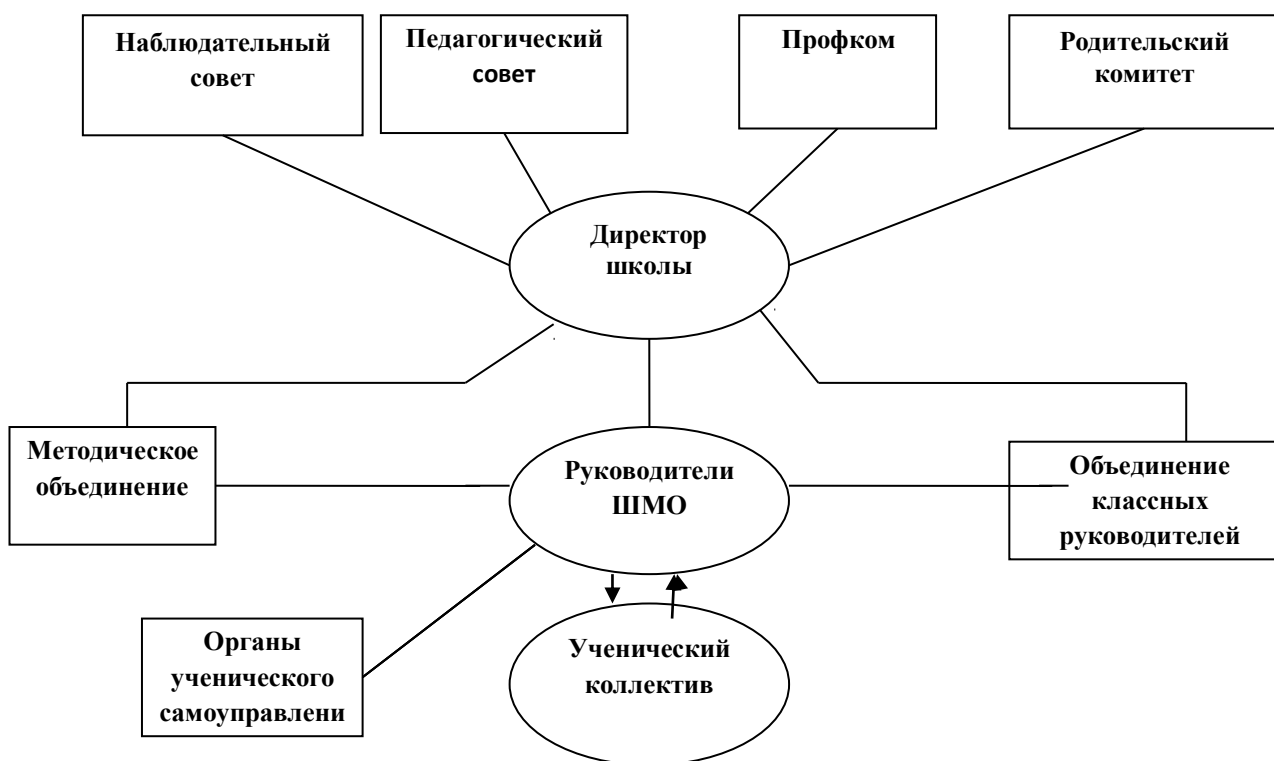 Наблюдательный
совет
Педагогический
совет
Профком
Родительский
комитет
Директор
школы
Методическое
объединение
Руководители
ШМО
Объединение
классных
руководителей
Органы
ученического
самоуправлени
Ученический
коллектив